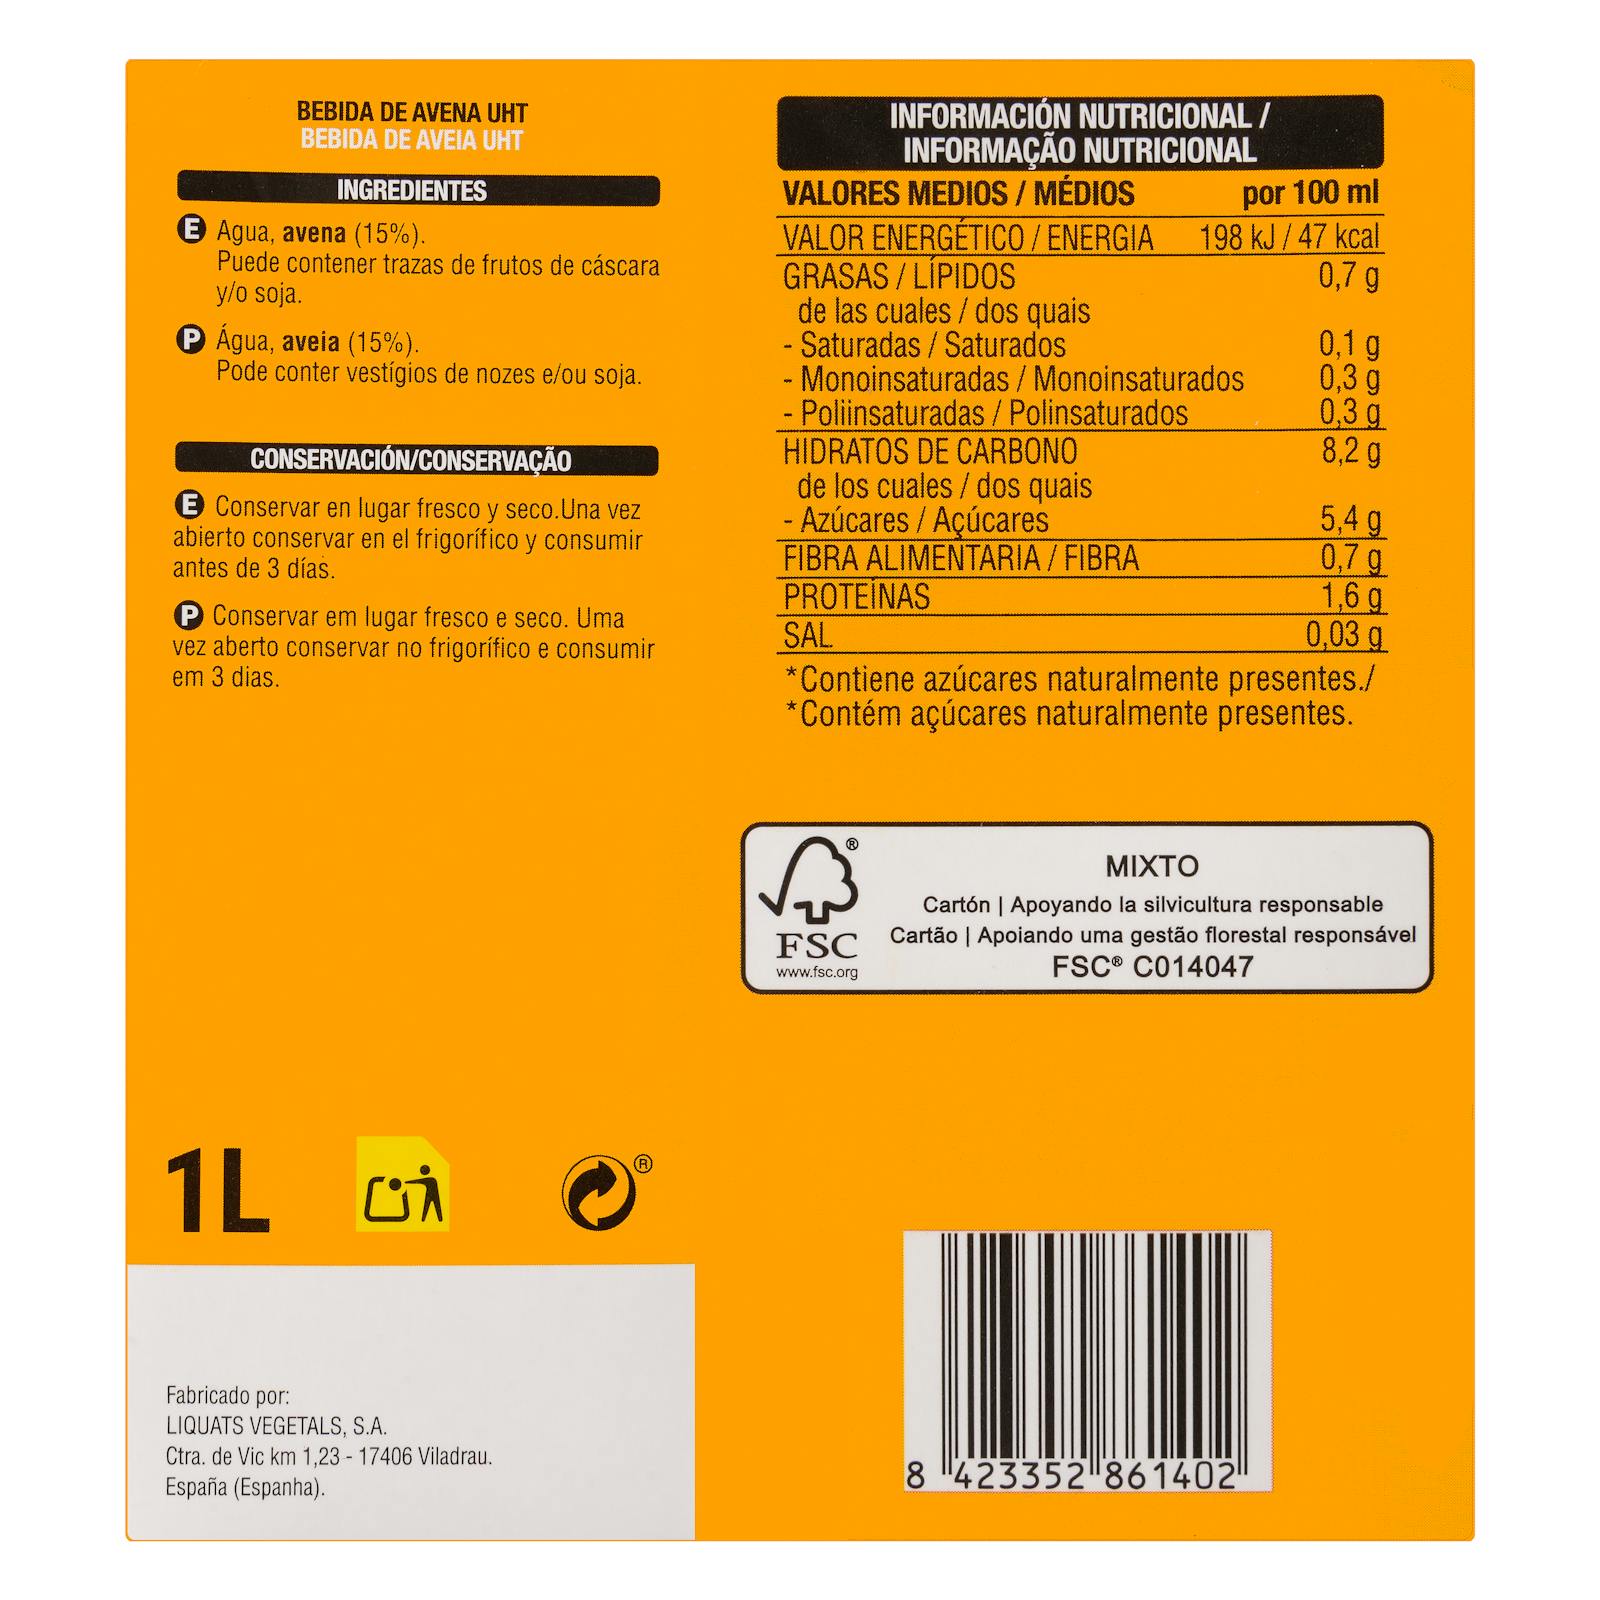 BEBIDA DE AVENA UHT
BEBIDA DE AVEIA UHT
INGREDIENTES
E Agua, avena (15%).
Puede contener trazas de frutos de cáscara
y/o soja.
P Água, aveia (15%).
Pode conter vestígios de nozes e/ou soja.
CONSERVACIÓN/CONSERVAÇÃO
E Conservar en lugar fresco y seco.Una vez
abierto conservar en el frigorífico y consumir
antes de 3 días.
P Conservar em lugar fresco e seco. Uma
vez aberto conservar no frigorífico e consumir
em 3 dias.
INFORMACIÓN NUTRICIONAL /
INFORMAÇÃO NUTRICIONAL
VALORES MEDIOS / MÉDIOS por 100 ml
VALOR ENERGÉTICO / ENERGIA 198 kJ / 47 kcal
GRASAS / LÍPIDOS 0,7 g
de las cuales / dos quais
- Saturadas / Saturados 0,1 g
- Monoinsaturadas / Monoinsaturados 0,3 g
- Poliinsaturadas / Polinsaturados 0,3 g
HIDRATOS DE CARBONO 8,2 g
de los cuales / dos quais
- Azúcares / Açúcares 5,4 g
FIBRA ALIMENTARIA / FIBRA 0,7 g
PROTEÍNAS 1,6 g
SAL 0,03 g
*Contiene azúcares naturalmente presentes./
*Contém açúcares naturalmente presentes.
®
FSC
www.fsc.org
MIXTO
Cartón | Apoyando la silvicultura responsable
Cartão | Apoiando uma gestão florestal responsável
FSC® C014047
1L
®
Fabricado por:
LIQUATS VEGETALS, S.A.
Ctra. de Vic km 1,23 - 17406 Viladrau.
España (Espanha).
8 423352 861402